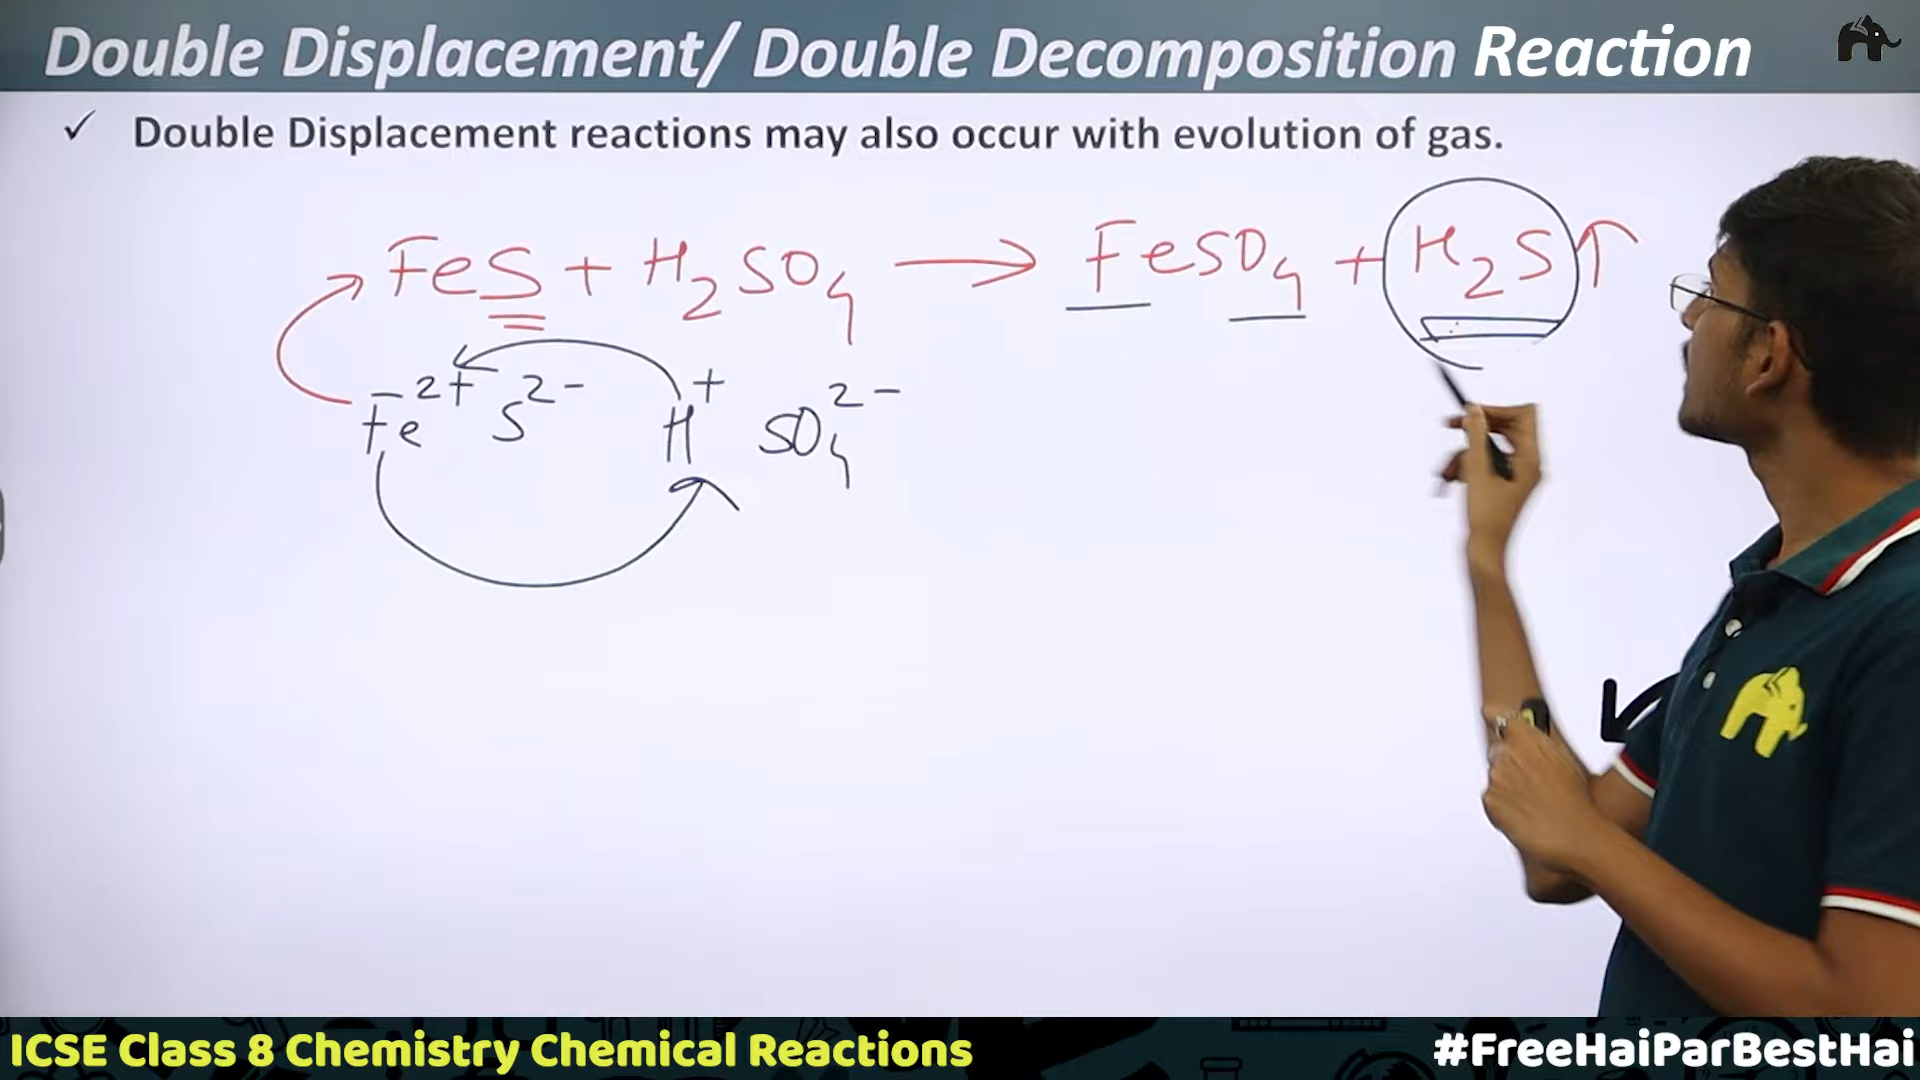 Double Displacement/ Double Decomposition Reaction
✓ Double Displacement reactions may also occur with evolution of gas.
FeS + H₂SO₄ → FeSO₄ + H₂S↑
Fe²⁺ S²⁻ H⁺ SO₄²⁻
ICSE Class 8 Chemistry Chemical Reactions
#FreeHaiParBestHai